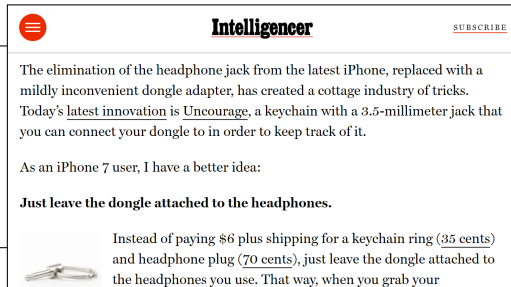 Intelligencer
SUBSCRIBE
The elimination of the headphone jack from the latest iPhone, replaced with a
mildly inconvenient dongle adapter, has created a cottage industry of tricks.
Today’s latest innovation is Uncourage, a keychain with a 3.5-millimeter jack that
you can connect your dongle to in order to keep track of it.
As an iPhone 7 user, I have a better idea:
Just leave the dongle attached to the headphones.
Instead of paying $6 plus shipping for a keychain ring (35 cents)
and headphone plug (70 cents), just leave the dongle attached to
the headphones you use. That way, when you grab your